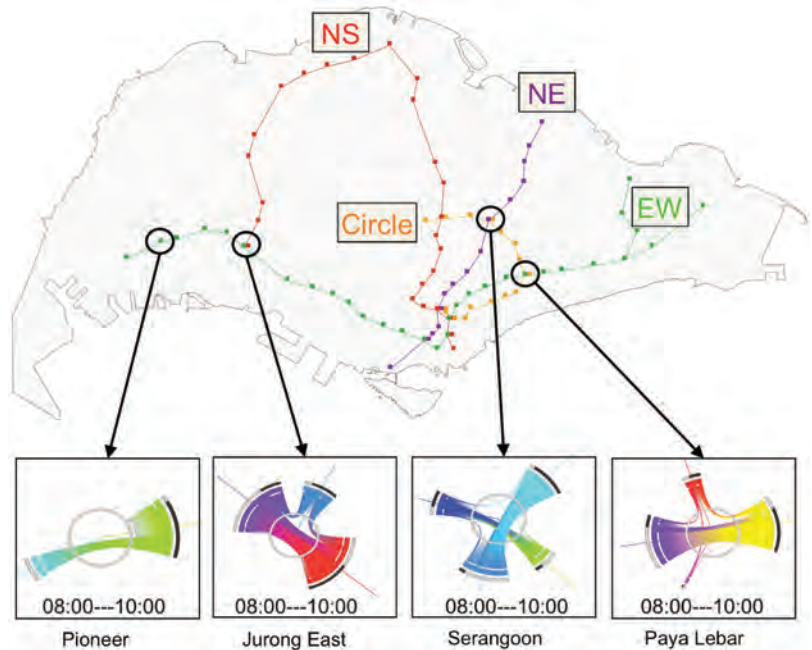 NS
NE
EW
Circle
08:00---10:00
08:00---10:00
08:00---10:00
08:00---10:00
Pioneer
Jurong East
Serangoon
Paya Lebar